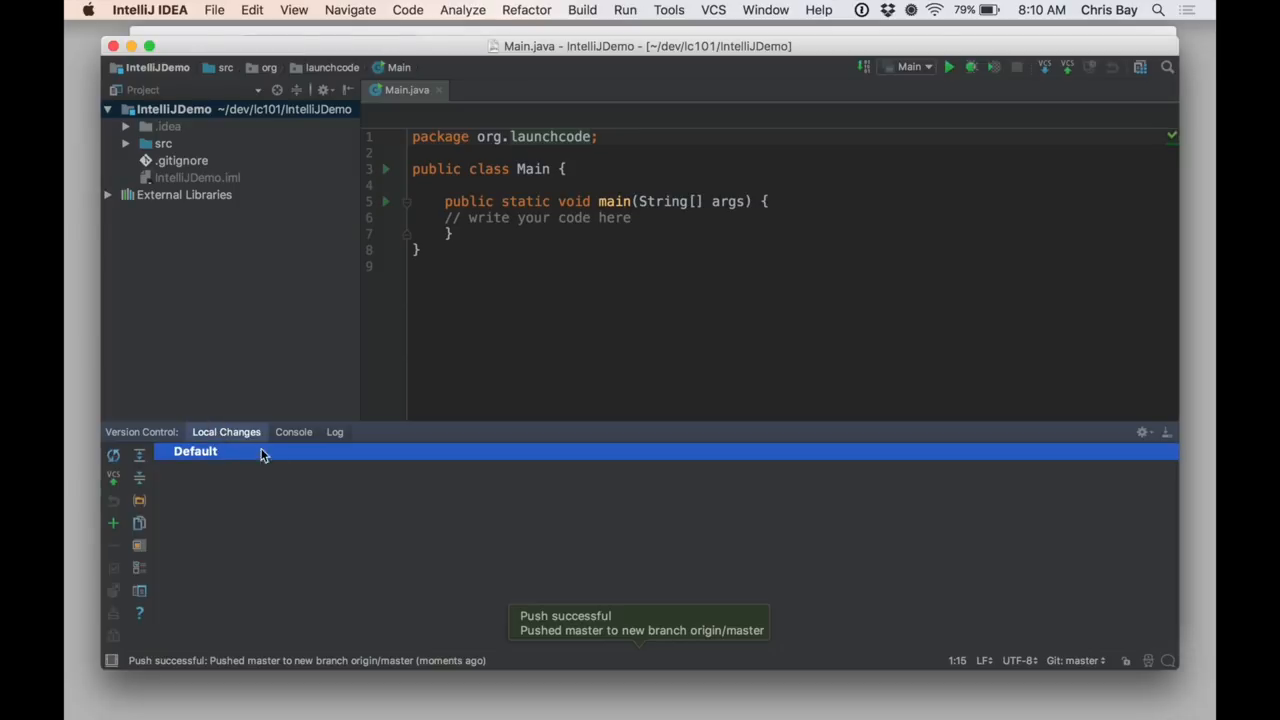 IntelliJ IDEA File Edit View Navigate Code Analyze Refactor Build Run Tools VCS Window Help 79% 8:10 AM Chris Bay
Main.java - IntelliJ IDEA - [~/dev/lc101/IntelliJDemo]
IntelliJDemo src org launchcode Main Main VCS VCS
Project Main.java
IntelliJDemo ~/dev/lc101/IntelliJDemo
.idea
src
.gitignore
IntelliJDemo.iml
External Libraries
1 package org.launchcode;
2
3 public class Main {
4
5 public static void main(String[] args) {
6 // write your code here
7 }
8 }
9
Version Control: Local Changes Console Log
Default
VCS
Push successful
Pushed master to new branch origin/master
Push successful: Pushed master to new branch origin/master (moments ago) 1:15 LF UTF-8 Git: master